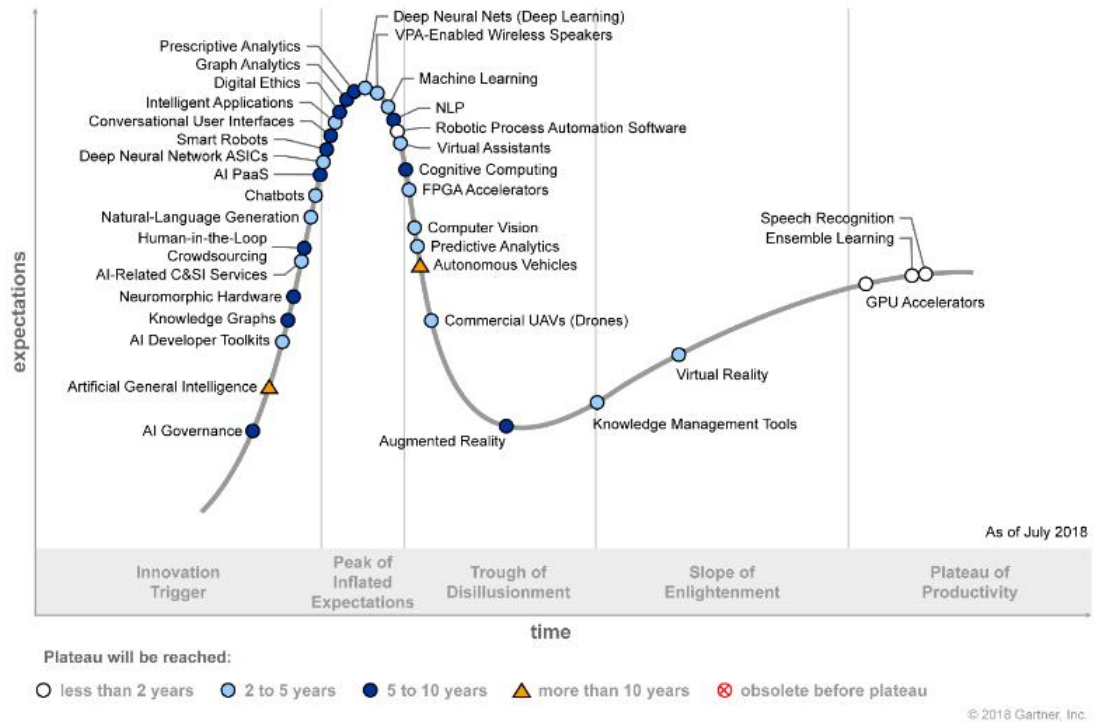 Deep Neural Nets (Deep Learning)
VPA-Enabled Wireless Speakers
Prescriptive Analytics
Graph Analytics
Digital Ethics
Intelligent Applications
Conversational User Interfaces
Smart Robots
Deep Neural Network ASICs
AI PaaS
Chatbots
Natural-Language Generation
Human-in-the-Loop
Crowdsourcing
AI-Related C&SI Services
Neuromorphic Hardware
Knowledge Graphs
AI Developer Toolkits
Artificial General Intelligence
AI Governance
Machine Learning
NLP
Robotic Process Automation Software
Virtual Assistants
Cognitive Computing
FPGA Accelerators
Computer Vision
Predictive Analytics
Autonomous Vehicles
Commercial UAVs (Drones)
Augmented Reality
Knowledge Management Tools
Virtual Reality
Speech Recognition
Ensemble Learning
GPU Accelerators
expectations
As of July 2018
Innovation
Trigger
Peak of
Inflated
Expectations
Trough of
Disillusionment
Slope of
Enlightenment
Plateau of
Productivity
time
Plateau will be reached:
less than 2 years
2 to 5 years
5 to 10 years
more than 10 years
obsolete before plateau
© 2018 Gartner, Inc.